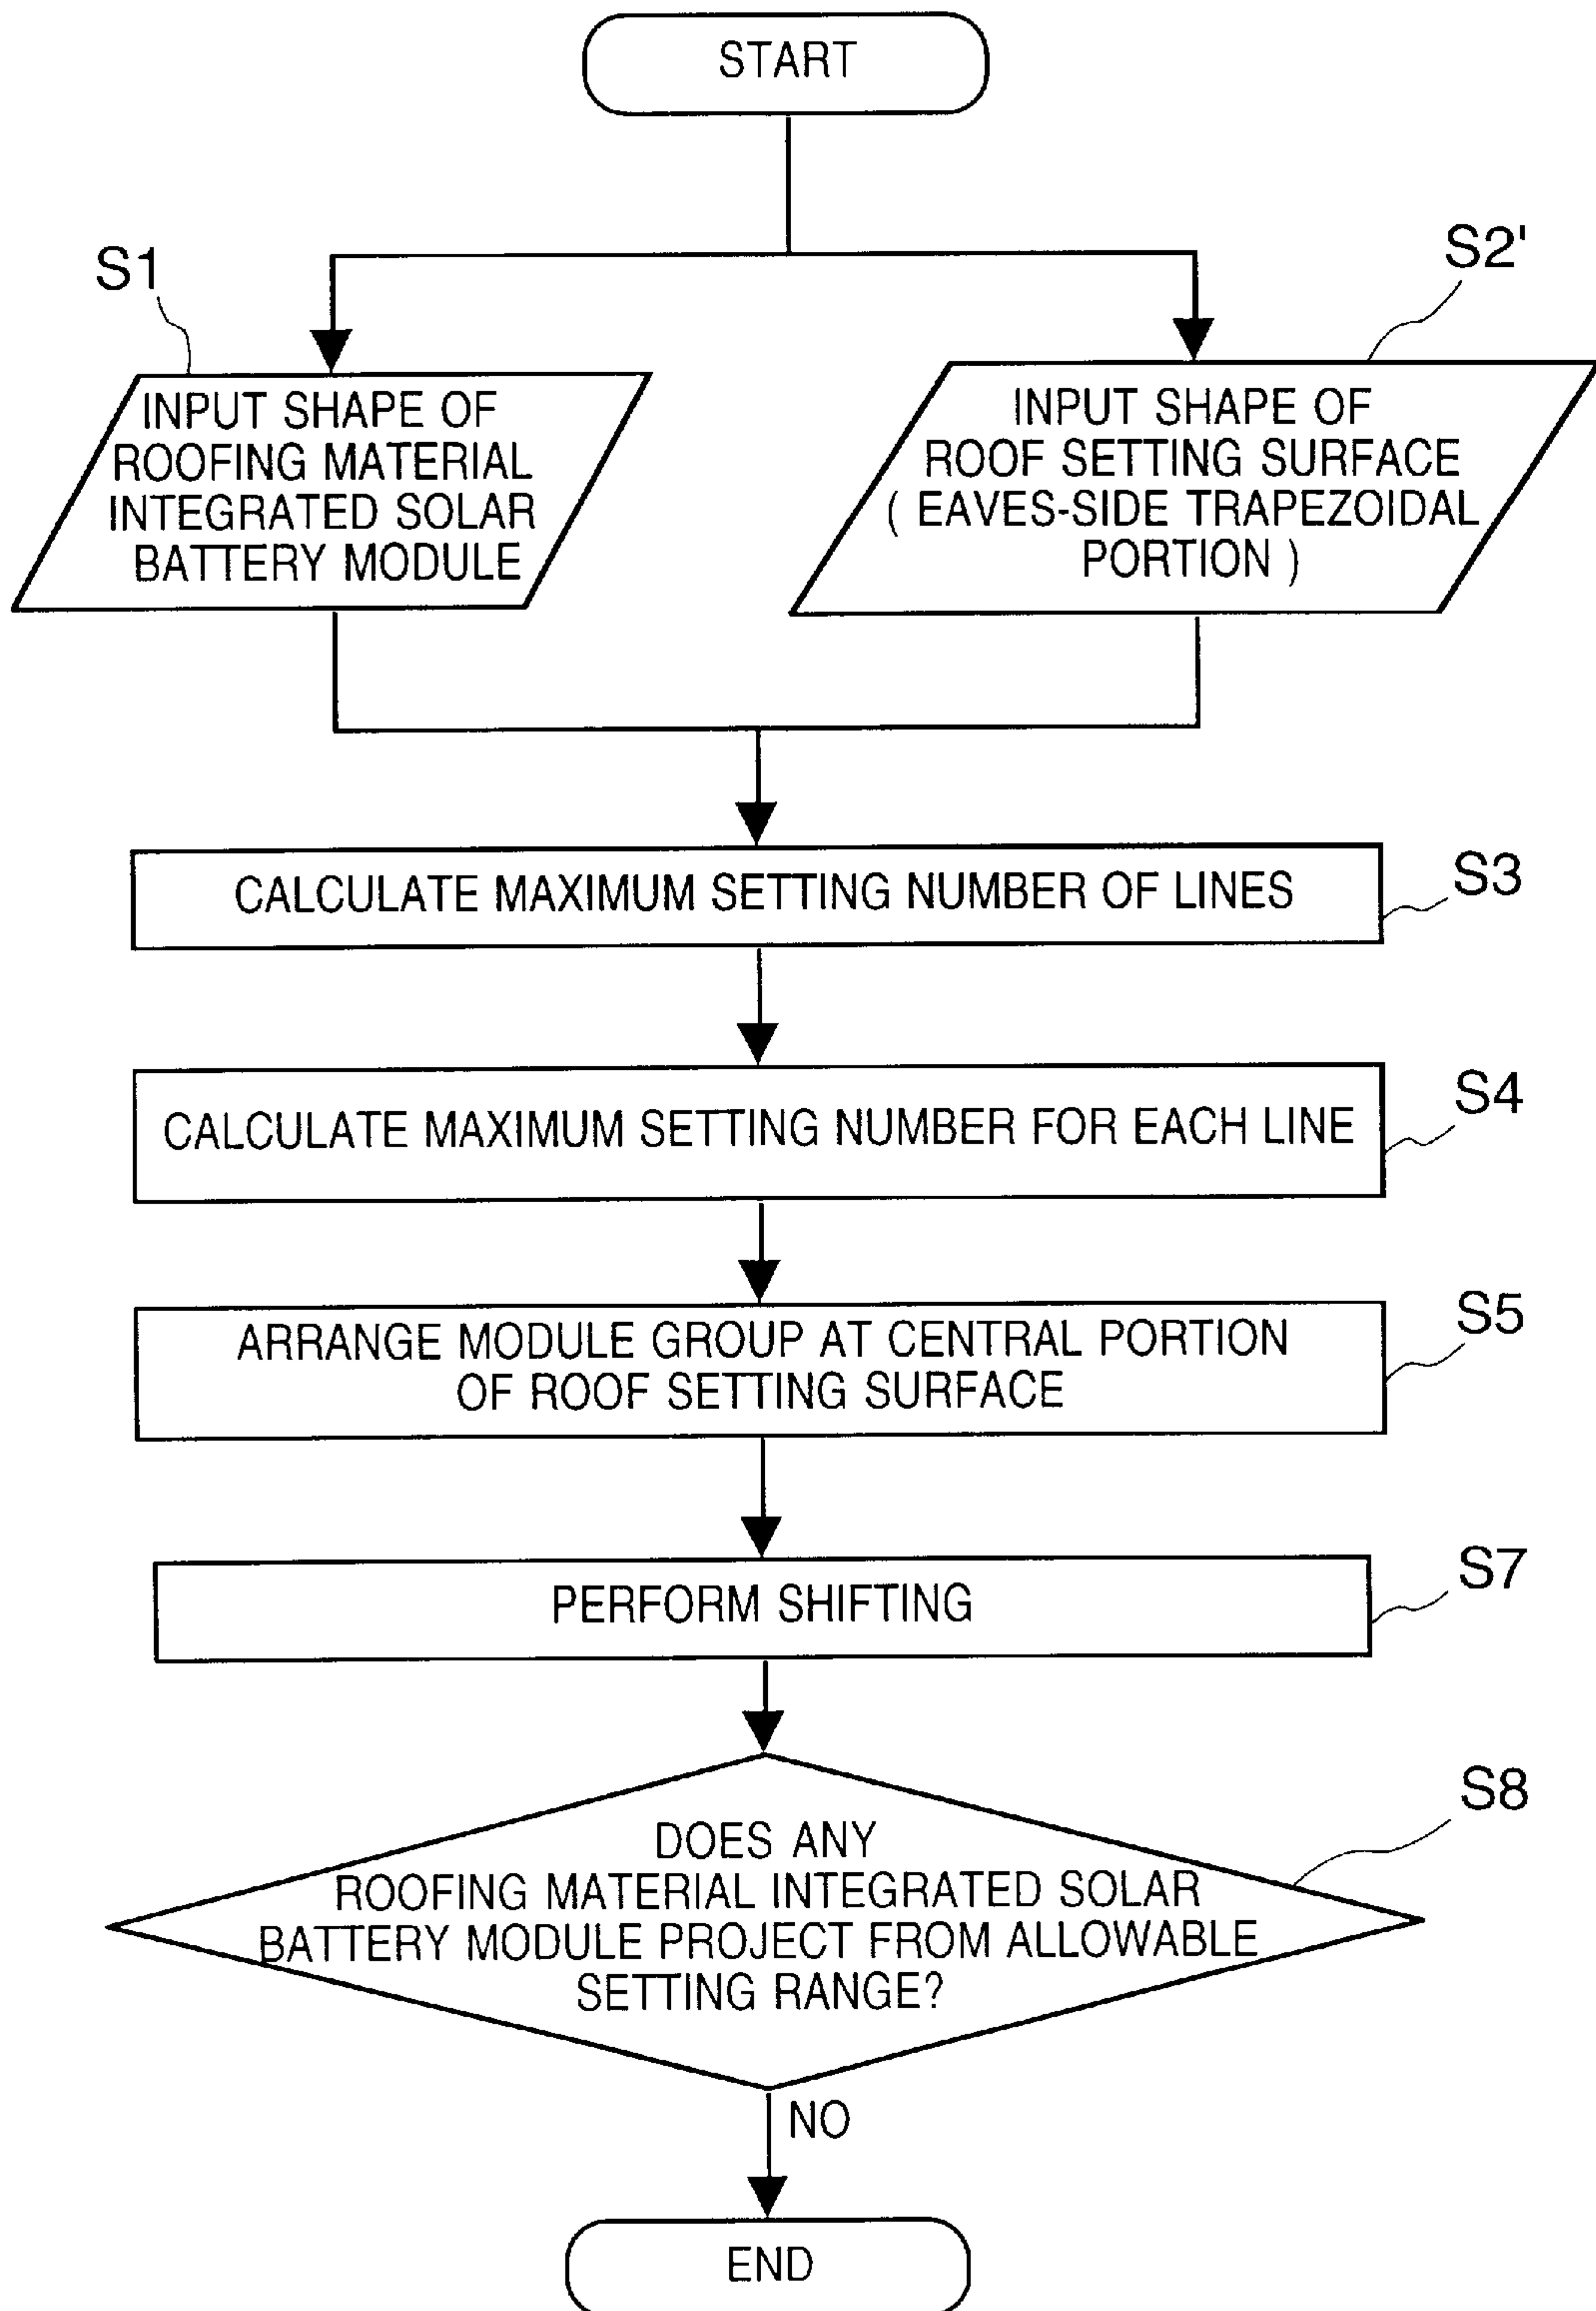 START
S1
S2'
INPUT SHAPE OF
ROOFING MATERIAL
INTEGRATED SOLAR
BATTERY MODULE
INPUT SHAPE OF
ROOF SETTING SURFACE
( EAVES-SIDE TRAPEZOIDAL
PORTION )
CALCULATE MAXIMUM SETTING NUMBER OF LINES
S3
CALCULATE MAXIMUM SETTING NUMBER FOR EACH LINE
S4
ARRANGE MODULE GROUP AT CENTRAL PORTION
OF ROOF SETTING SURFACE
S5
PERFORM SHIFTING
S7
DOES ANY
ROOFING MATERIAL INTEGRATED SOLAR
BATTERY MODULE PROJECT FROM ALLOWABLE
SETTING RANGE?
S8
NO
END